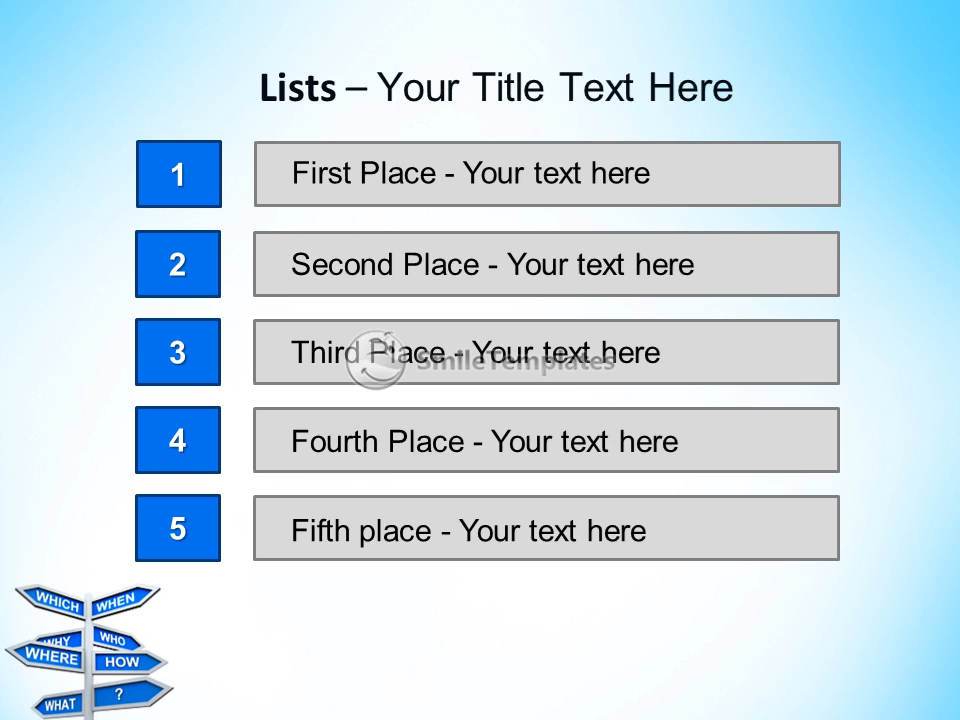 Lists – Your Title Text Here
1 First Place - Your text here
2 Second Place - Your text here
3 Third Place - Your text here
SmileTemplates
4 Fourth Place - Your text here
5 Fifth place - Your text here
WHICH WHEN
WHY WHO
WHERE HOW
WHAT ?